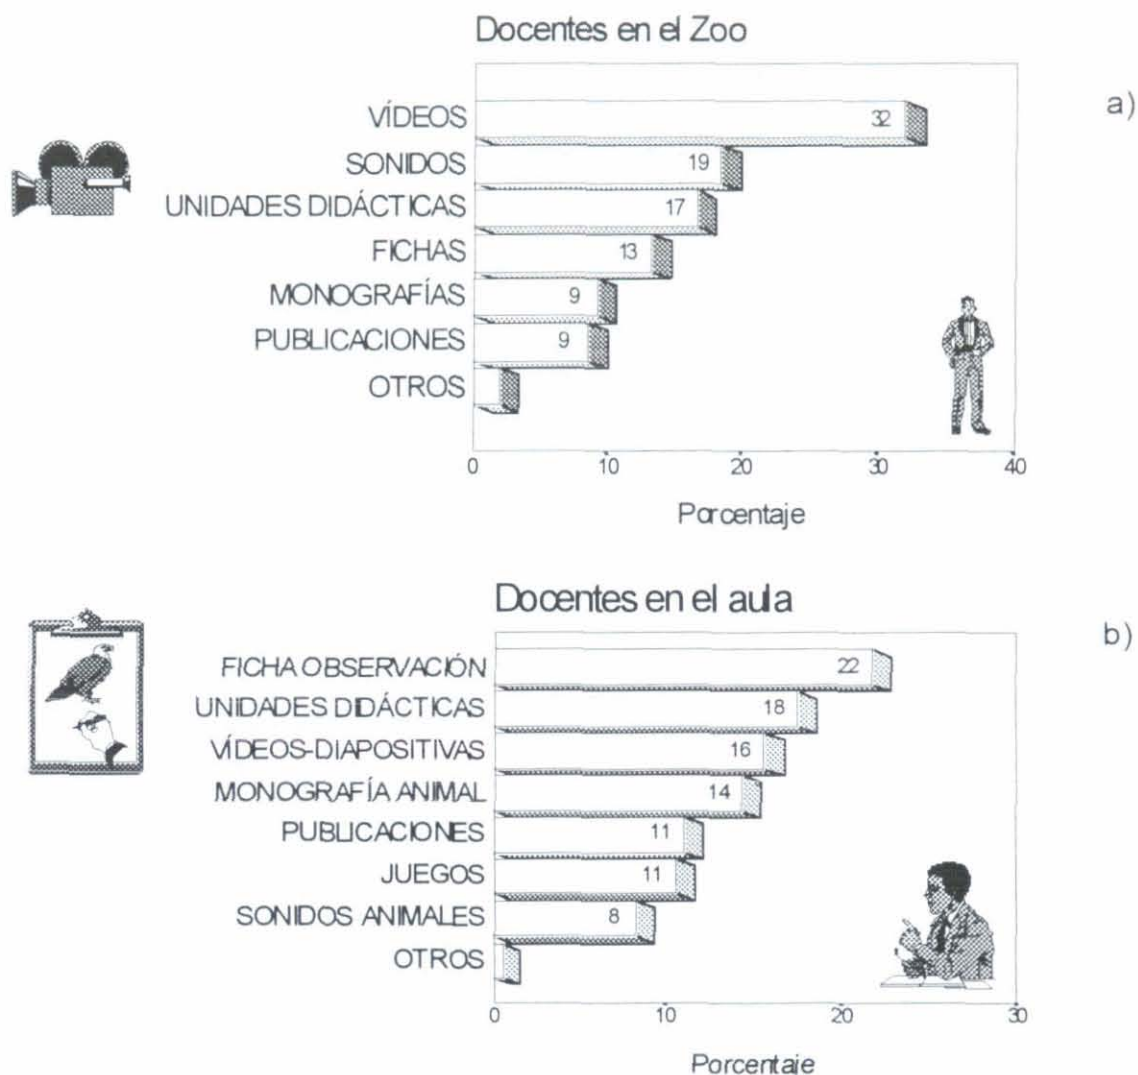 Docentes en el Zoo
a)
VÍDEOS 32
SONIDOS 19
UNIDADES DIDÁCTICAS 17
FICHAS 13
MONOGRAFÍAS 9
PUBLICACIONES 9
OTROS
0 10 20 30 40
Porcentaje
Docentes en el aula
b)
FICHA OBSERVACIÓN 22
UNIDADES DIDÁCTICAS 18
VÍDEOS-DIAPOSITIVAS 16
MONOGRAFÍA ANIMAL 14
PUBLICACIONES 11
JUEGOS 11
SONIDOS ANIMALES 8
OTROS
0 10 20 30
Porcentaje